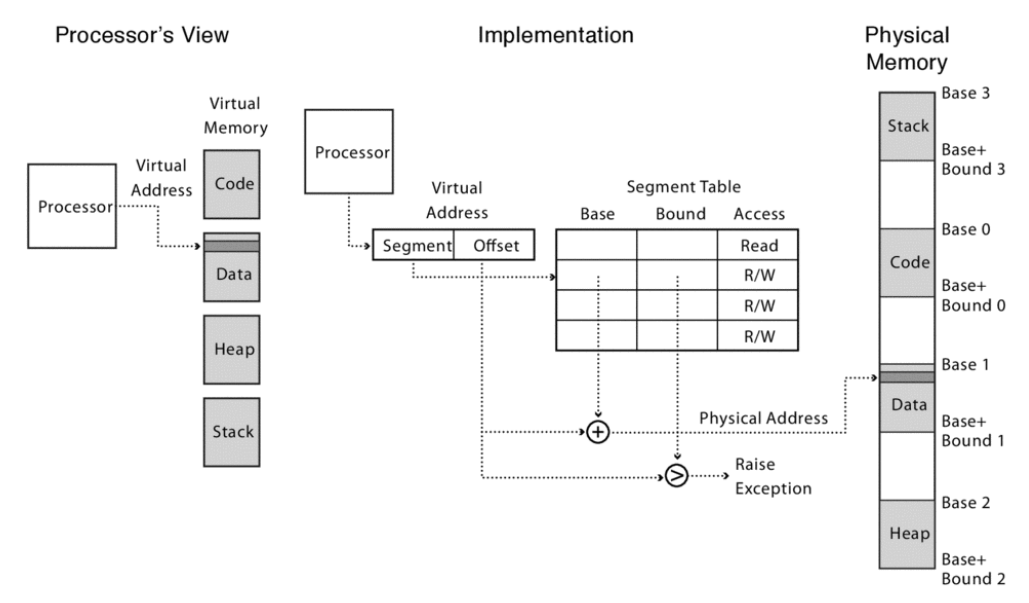 Processor's View
Implementation
Physical
Memory
Virtual
Memory
Processor
Virtual
Address
Code
Data
Heap
Stack
Processor
Virtual
Address
Segment Offset
Segment Table
Base Bound Access
Read
R/W
R/W
R/W
+
Physical Address
>
Raise
Exception
Base 3
Stack
Base+
Bound 3
Base 0
Code
Base+
Bound 0
Base 1
Data
Base+
Bound 1
Base 2
Heap
Base+
Bound 2